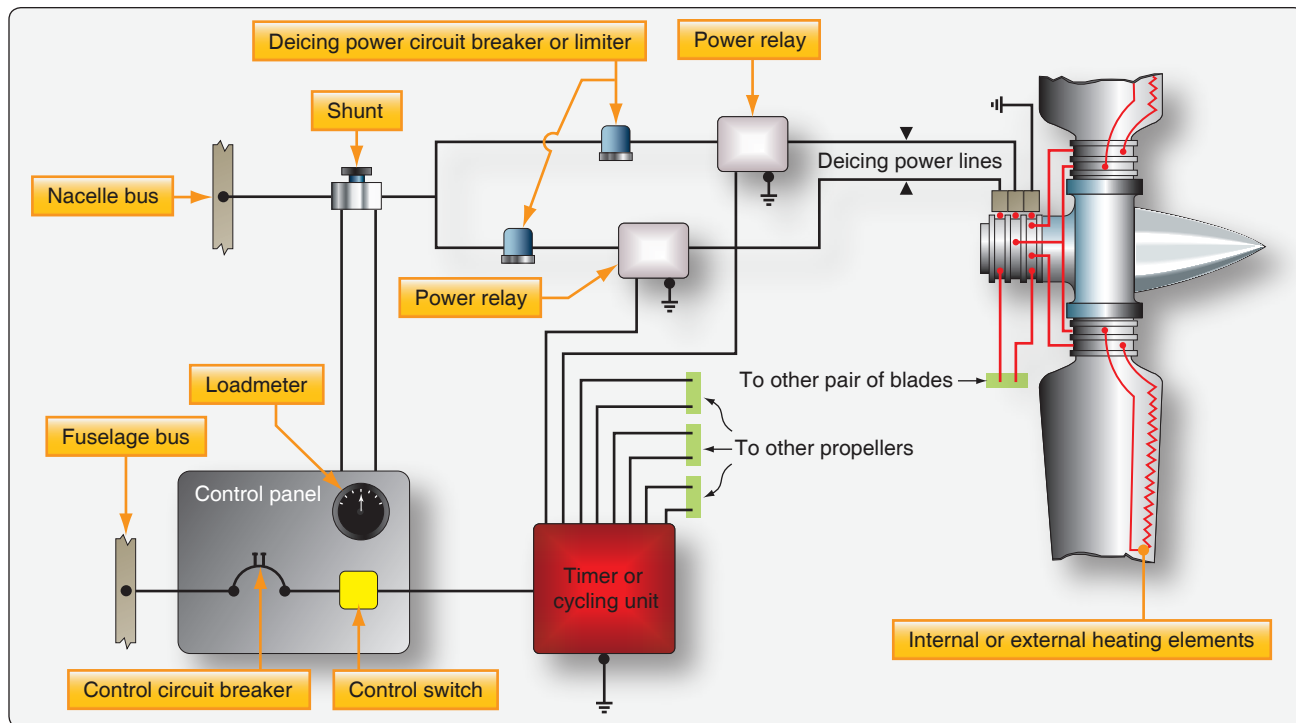 Deicing power circuit breaker or limiter
Power relay
Shunt
Nacelle bus
Deicing power lines
Power relay
Loadmeter
To other pair of blades
Fuselage bus
To other propellers
Control panel
Timer or
cycling unit
Internal or external heating elements
Control circuit breaker
Control switch